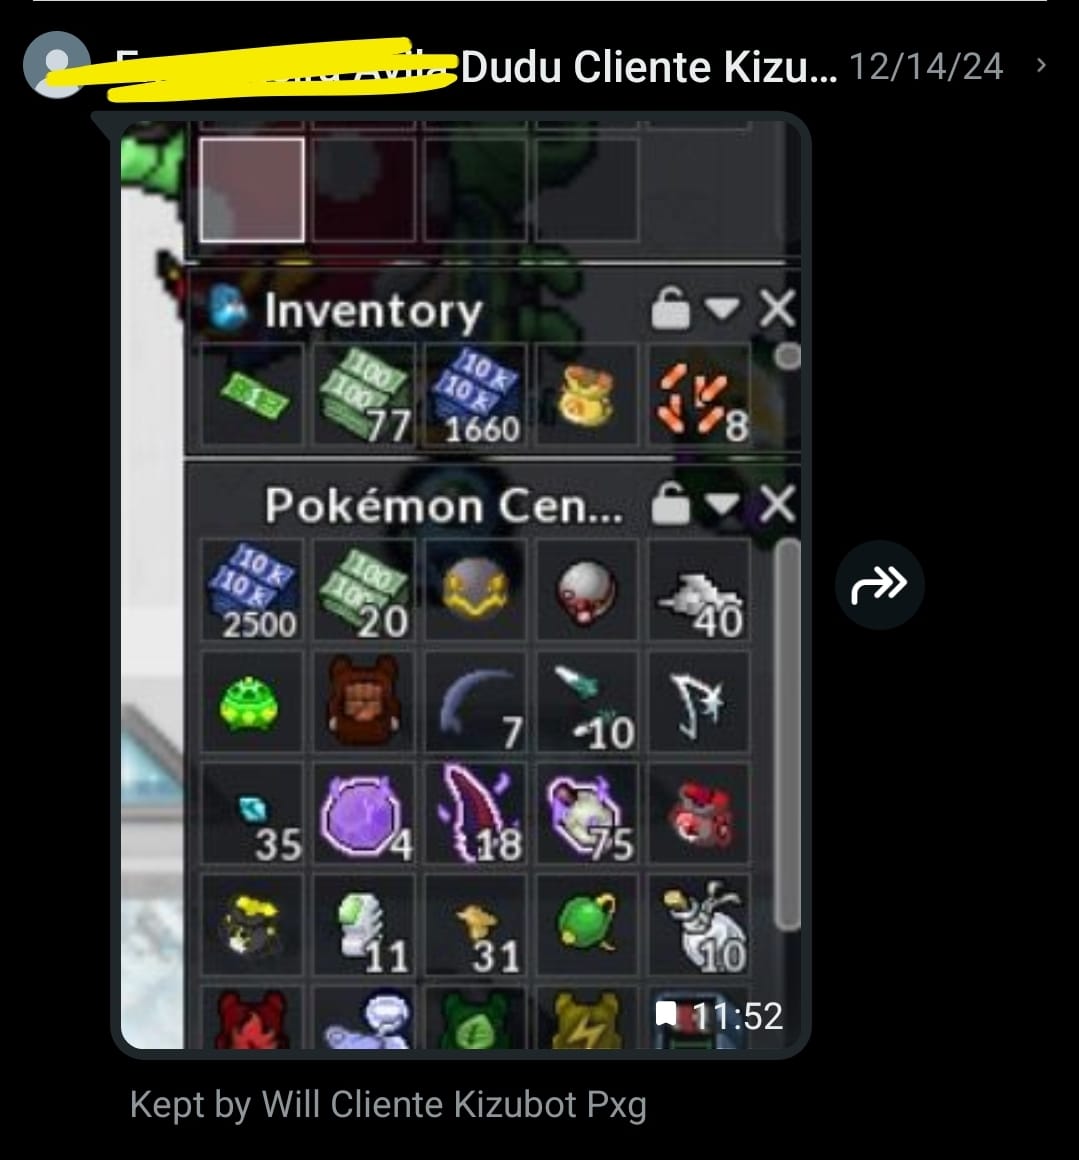 Dudu Cliente Kizu... 12/14/24
Inventory
77 1660 8
Pokémon Cen...
2500 20 40
7 10
35 4 18 75
11 31 10
11:52
Kept by Will Cliente Kizubot Pxg